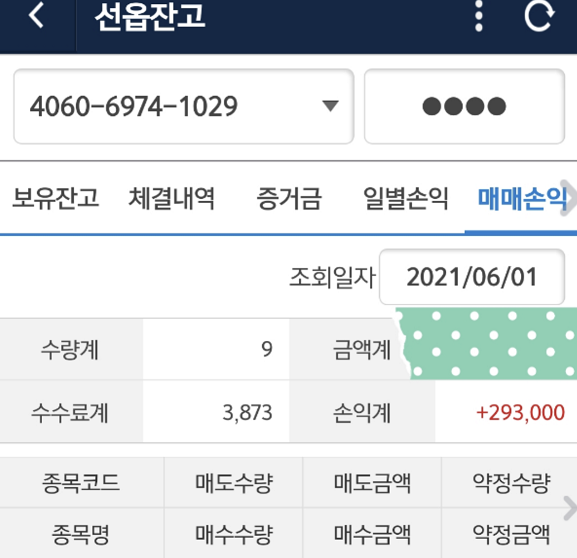 선옵잔고
4060-6974-1029 ●●●●
보유잔고 체결내역 증거금 일별손익 매매손익
조회일자 2021/06/01
수량계 9 금액계
수수료계 3,873 손익계 +293,000
종목코드 매도수량 매도금액 약정수량
종목명 매수수량 매수금액 약정금액